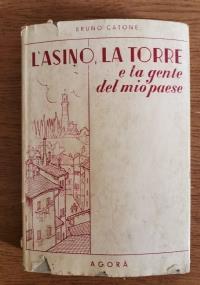 BRUNO CATONE
L'ASINO, LA TORRE
e la gente
del mio paese
AGORÀ